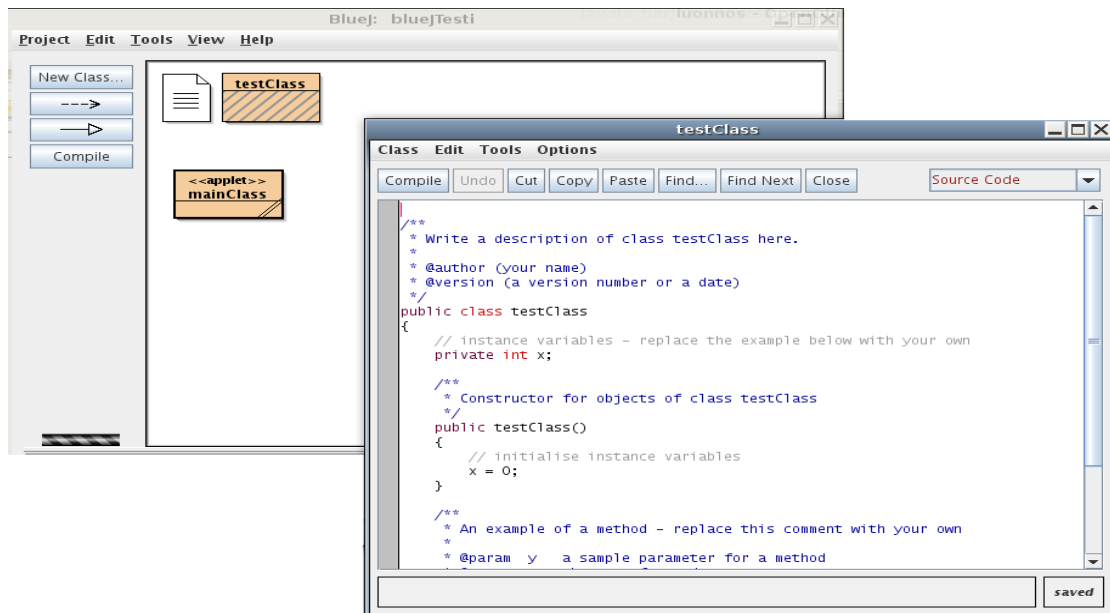 BlueJ: blueJTesti
luonnos -
Project Edit Tools View Help
New Class...
Compile
testClass
<<applet>>
mainClass
testClass
Class Edit Tools Options
Compile Undo Cut Copy Paste Find... Find Next Close Source Code
/**
 * Write a description of class testClass here.
 *
 * @author (your name)
 * @version (a version number or a date)
 */
public class testClass
{
    // instance variables – replace the example below with your own
    private int x;
    /**
     * Constructor for objects of class testClass
     */
    public testClass()
    {
        // initialise instance variables
        x = 0;
    }
    /**
     * An example of a method – replace this comment with your own
     *
     * @param  y   a sample parameter for a method
saved